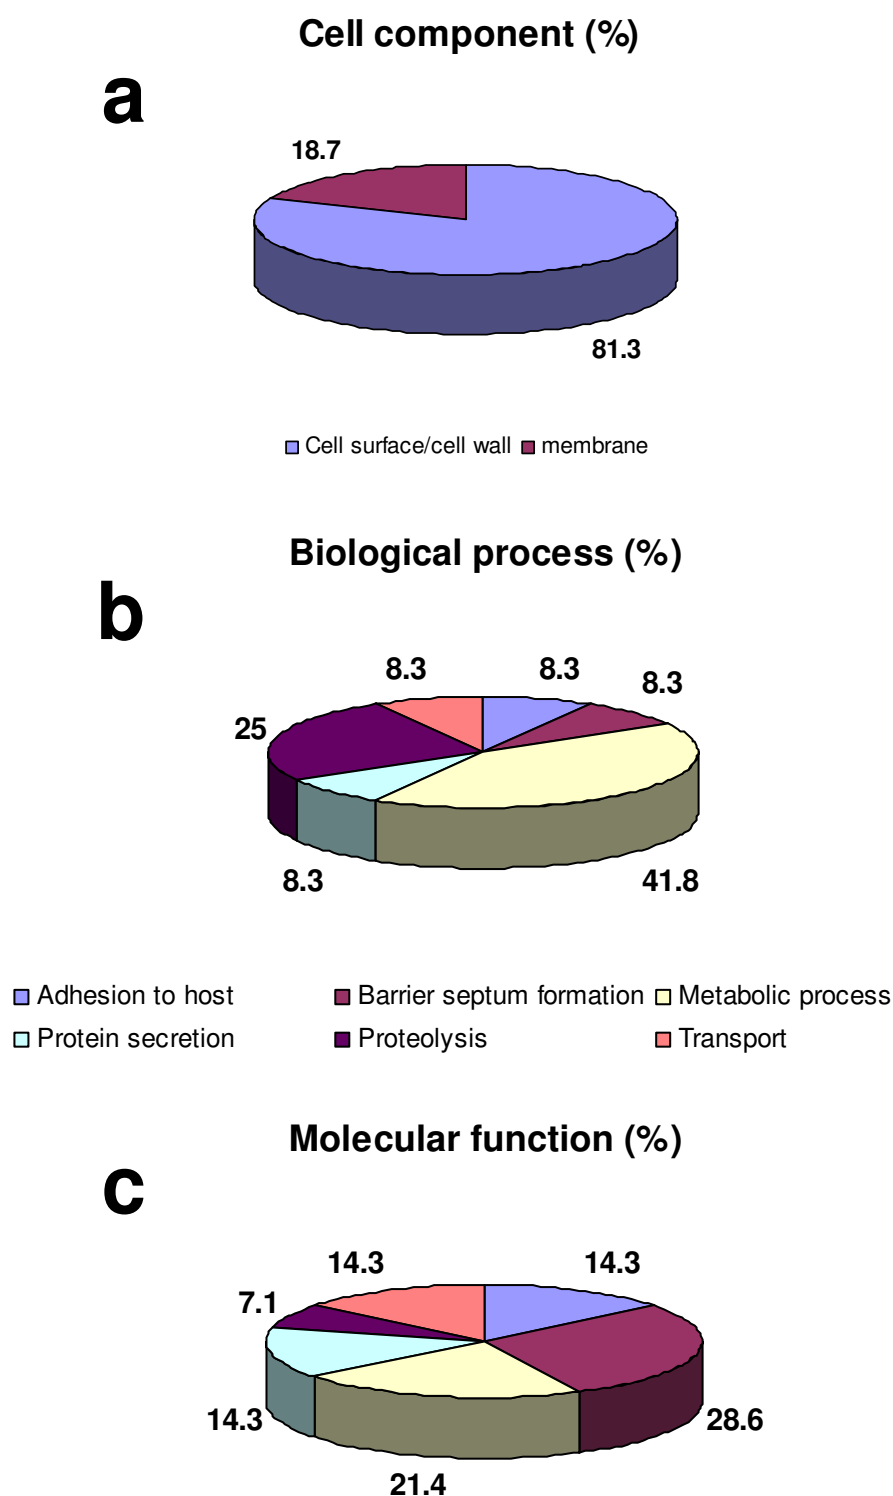 Cell component (%)
a
18.7
81.3
Cell surface/cell wall membrane
Biological process (%)
b
8.3 8.3 8.3
25
8.3 41.8
Adhesion to host Barrier septum formation Metabolic process
Protein secretion Proteolysis Transport
Molecular function (%)
c
14.3 14.3
7.1
14.3 28.6
21.4